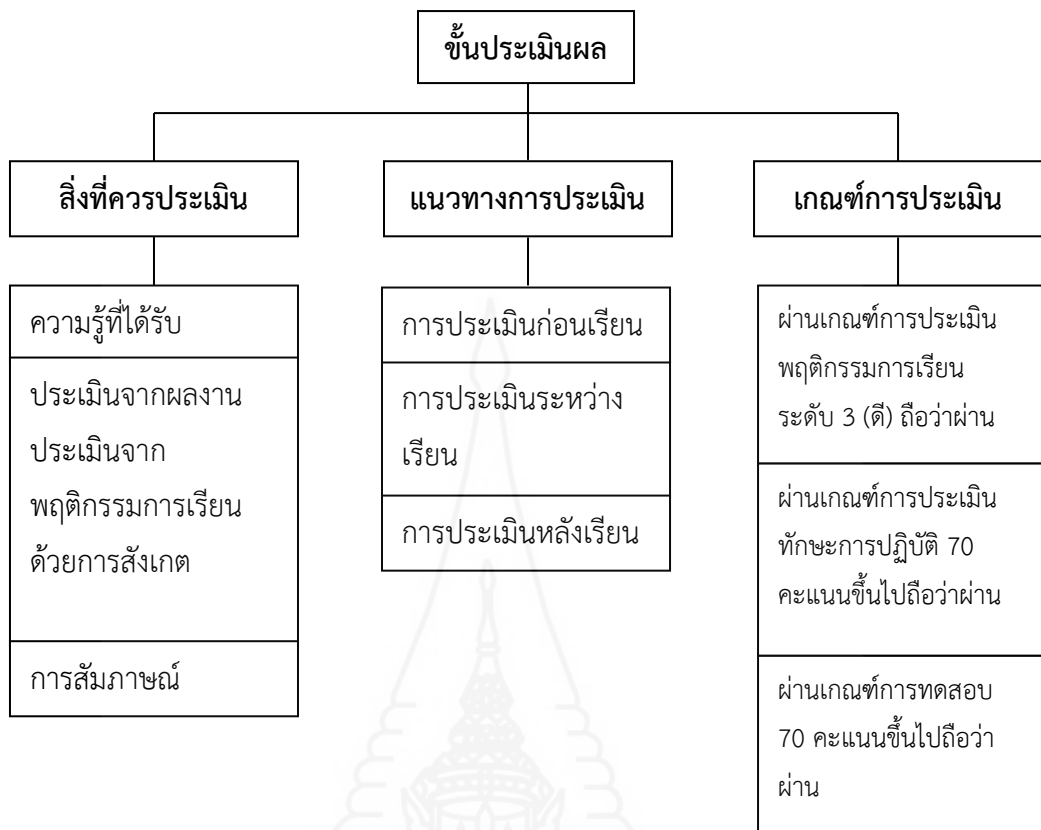 ขั้นประเมินผล
สิ่งที่ควรประเมิน
แนวทางการประเมิน
เกณฑ์การประเมิน
ความรู้ที่ได้รับ
ประเมินจากผลงาน
ประเมินจาก
พฤติกรรมการเรียน
ด้วยการสังเกต
การสัมภาษณ์
การประเมินก่อนเรียน
การประเมินระหว่าง
เรียน
การประเมินหลังเรียน
ผ่านเกณฑ์การประเมิน
พฤติกรรมการเรียน
ระดับ 3 (ดี) ถือว่าผ่าน
ผ่านเกณฑ์การประเมิน
ทักษะการปฏิบัติ 70
คะแนนขึ้นไปถือว่าผ่าน
ผ่านเกณฑ์การทดสอบ
70 คะแนนขึ้นไปถือว่า
ผ่าน